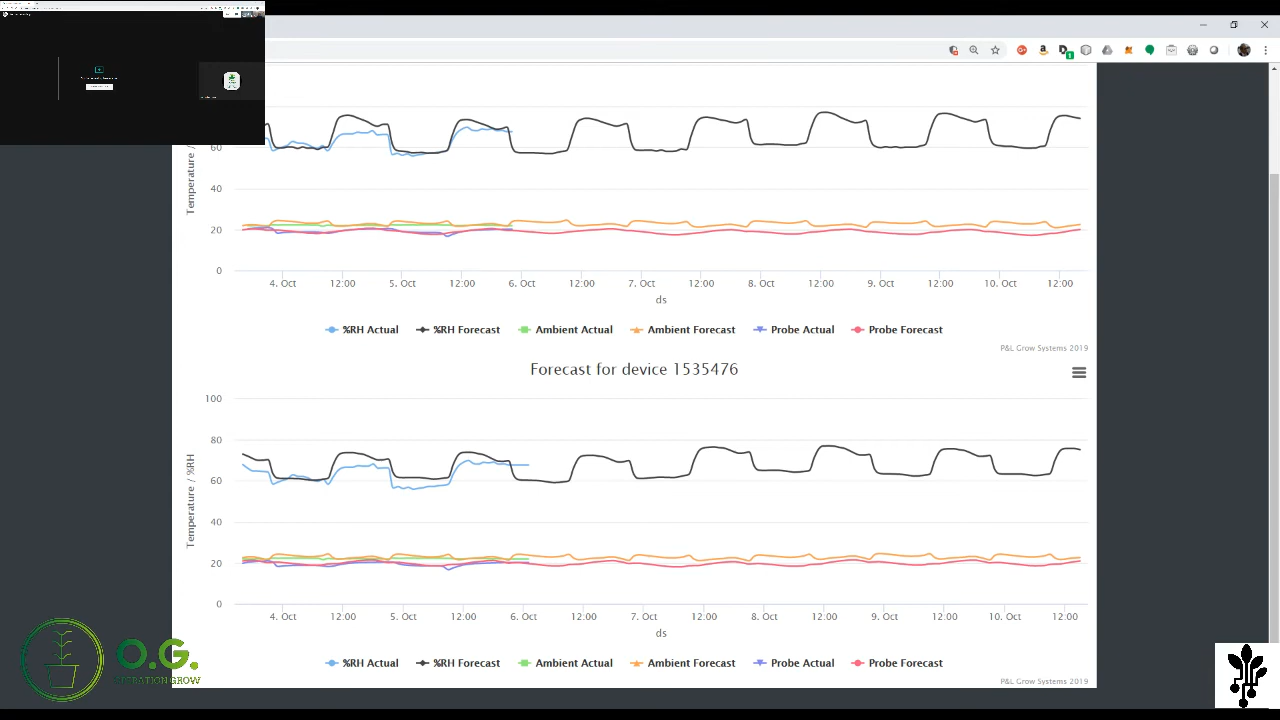 Temperature /
60
40
20
0
4. Oct 12:00 5. Oct 12:00 6. Oct 12:00 7. Oct 12:00 8. Oct 12:00 9. Oct 12:00 10. Oct 12:00
ds
%RH Actual %RH Forecast Ambient Actual Ambient Forecast Probe Actual Probe Forecast
P&L Grow Systems 2019
Forecast for device 1535476
Temperature / %RH
100
80
60
40
20
0
4. Oct 12:00 5. Oct 12:00 6. Oct 12:00 7. Oct 12:00 8. Oct 12:00 9. Oct 12:00 10. Oct 12:00
ds
%RH Actual %RH Forecast Ambient Actual Ambient Forecast Probe Actual Probe Forecast
P&L Grow Systems 2019
O.G.